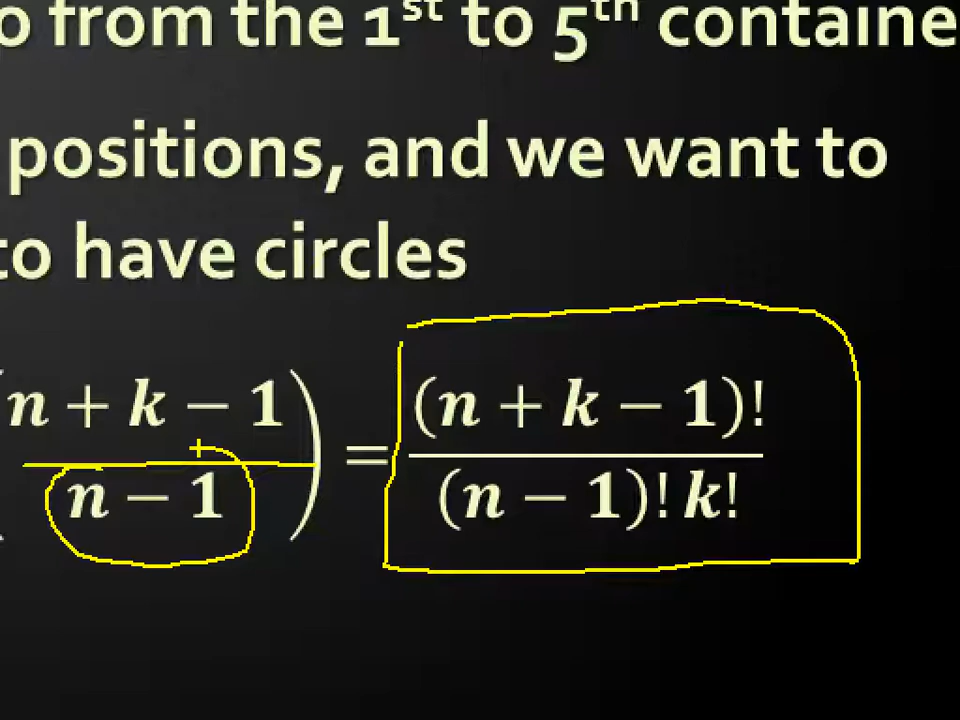 o from the 1st to 5th containe
positions, and we want to
to have circles
(n + k − 1 / n − 1) = (n + k − 1)! / (n − 1)! k!